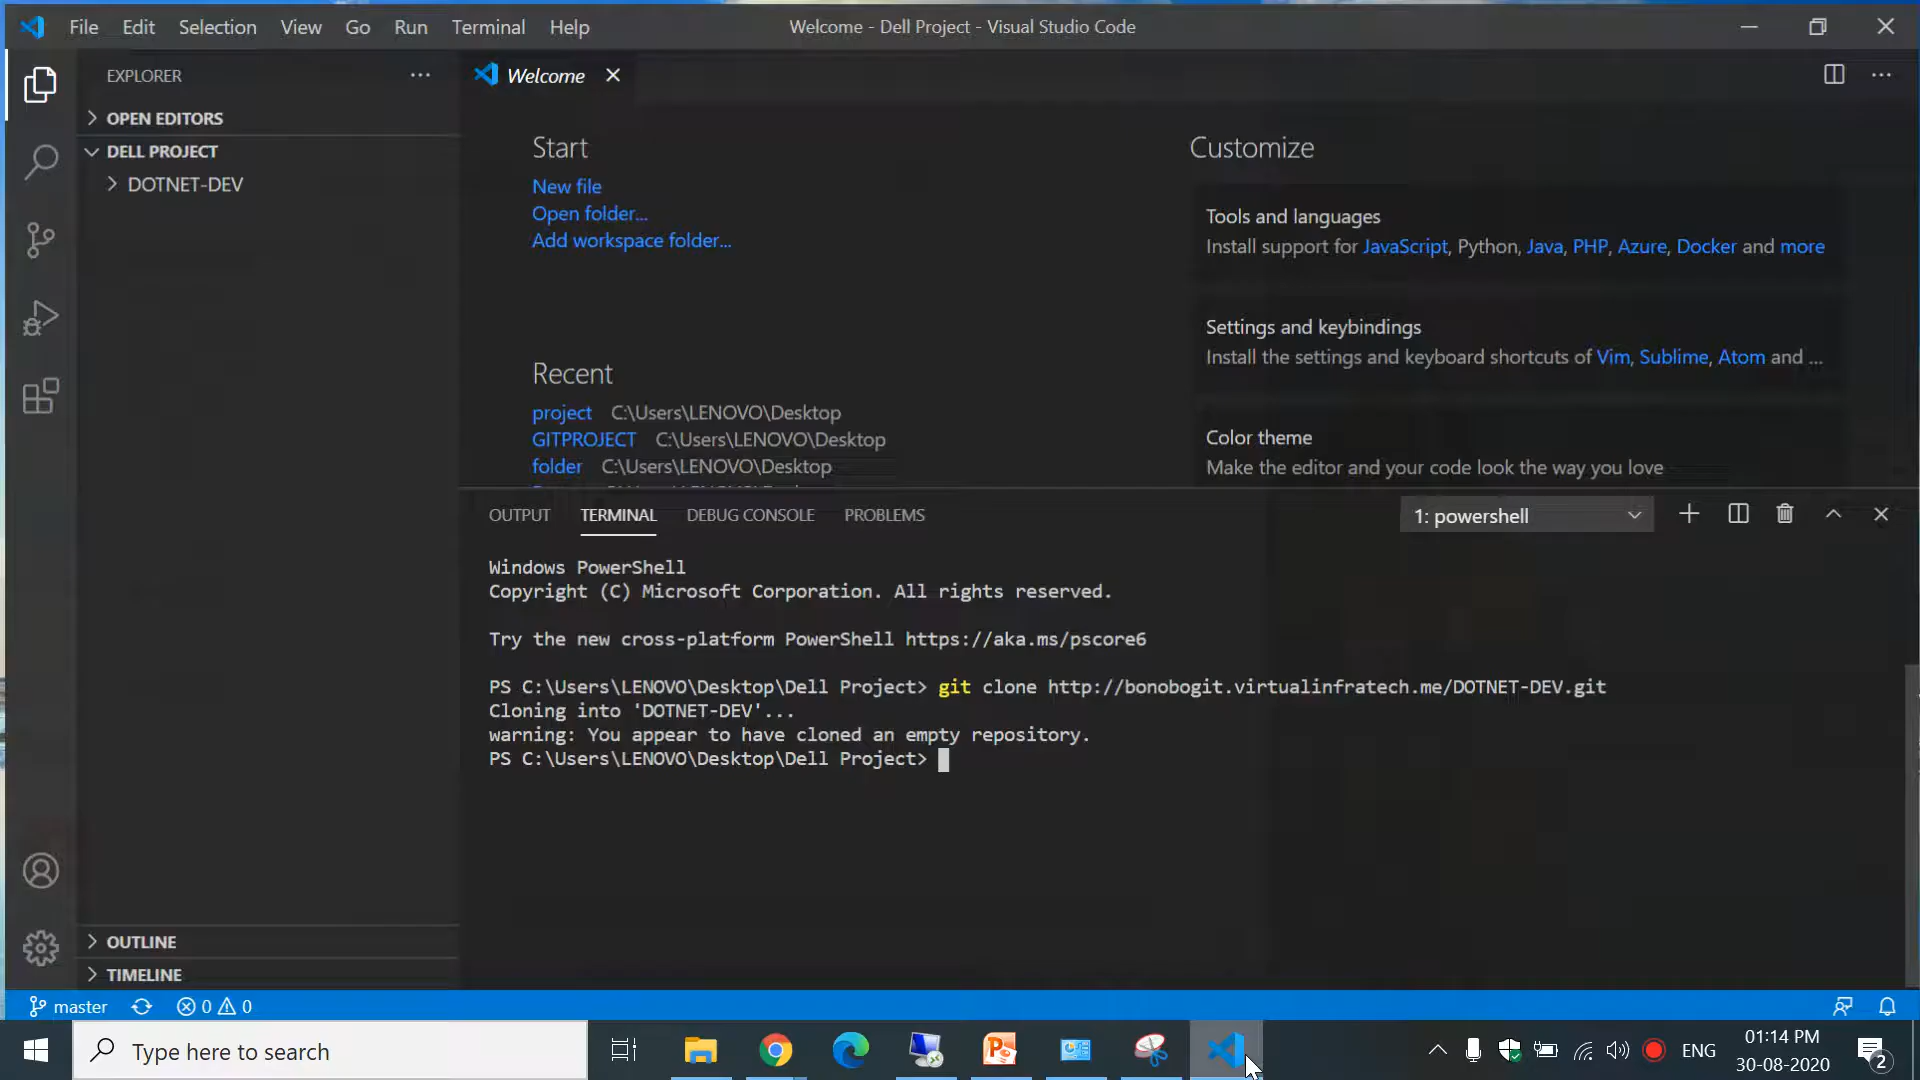 File Edit Selection View Go Run Terminal Help
Welcome - Dell Project - Visual Studio Code
EXPLORER
OPEN EDITORS
DELL PROJECT
DOTNET-DEV
OUTLINE
TIMELINE
Welcome
Start
New file
Open folder...
Add workspace folder...
Recent
project C:\Users\LENOVO\Desktop
GITPROJECT C:\Users\LENOVO\Desktop
folder C:\Users\LENOVO\Desktop
Customize
Tools and languages
Install support for JavaScript, Python, Java, PHP, Azure, Docker and more
Settings and keybindings
Install the settings and keyboard shortcuts of Vim, Sublime, Atom and ...
Color theme
Make the editor and your code look the way you love
OUTPUT TERMINAL DEBUG CONSOLE PROBLEMS
1: powershell
Windows PowerShell
Copyright (C) Microsoft Corporation. All rights reserved.
Try the new cross-platform PowerShell https://aka.ms/pscore6
PS C:\Users\LENOVO\Desktop\Dell Project> git clone http://bonobogit.virtualinfratech.me/DOTNET-DEV.git
Cloning into 'DOTNET-DEV'...
warning: You appear to have cloned an empty repository.
PS C:\Users\LENOVO\Desktop\Dell Project>
master 0 0
Type here to search
ENG
01:14 PM
30-08-2020
2